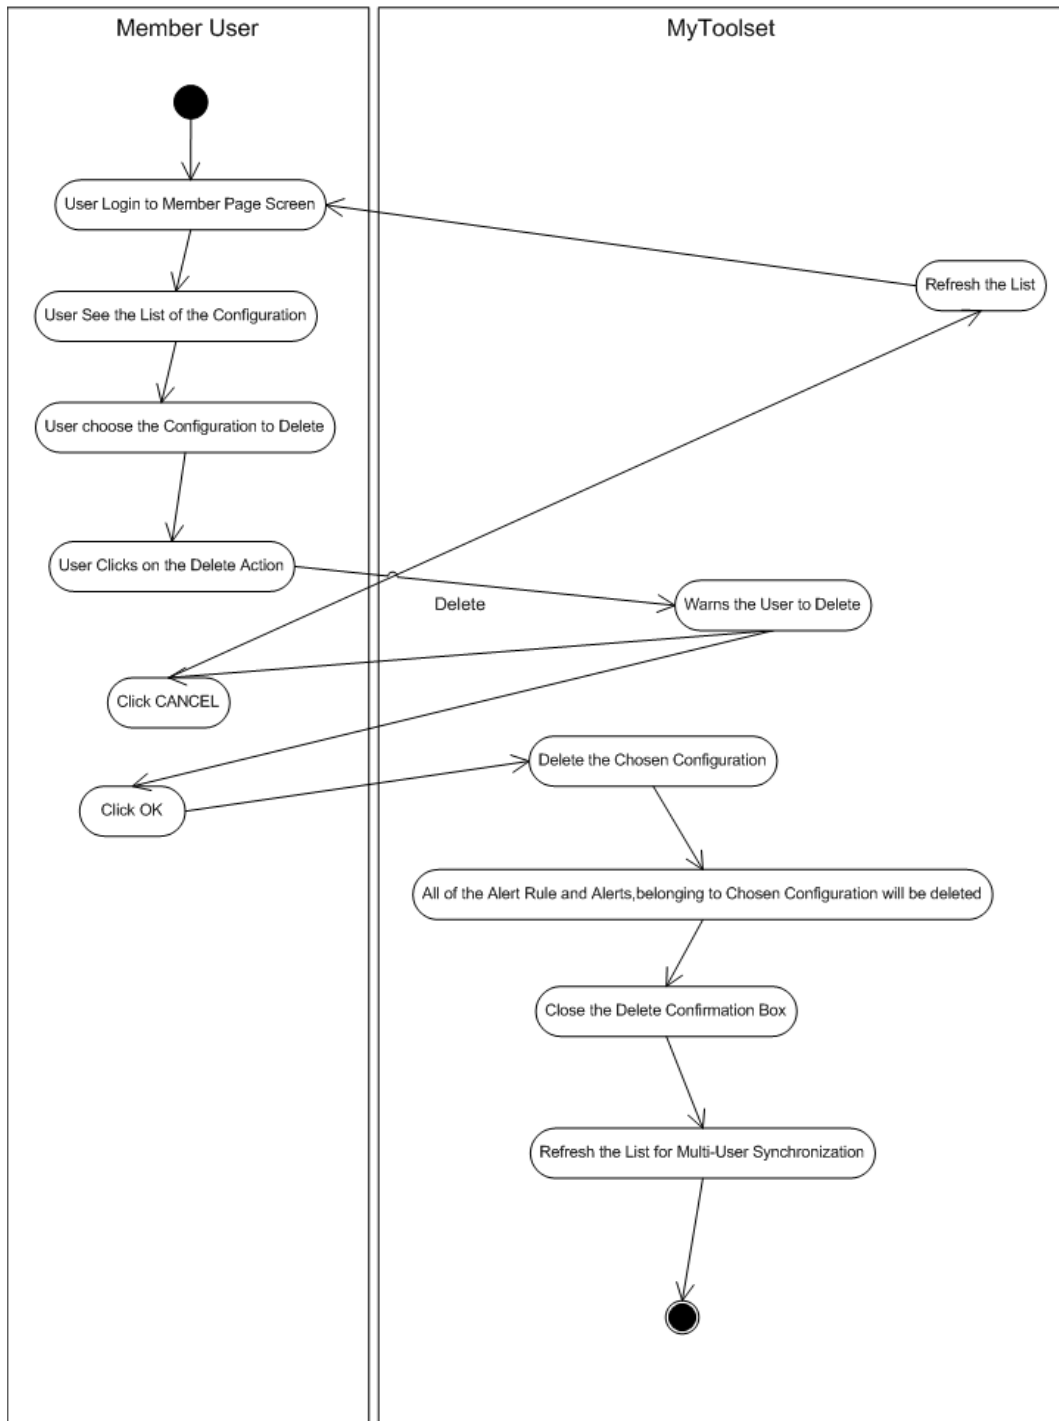 Member User
MyToolset
User Login to Member Page Screen
Refresh the List
User See the List of the Configuration
User choose the Configuration to Delete
User Clicks on the Delete Action
Delete
Warns the User to Delete
Click CANCEL
Delete the Chosen Configuration
Click OK
All of the Alert Rule and Alerts,belonging to Chosen Configuration will be deleted
Close the Delete Confirmation Box
Refresh the List for Multi-User Synchronization